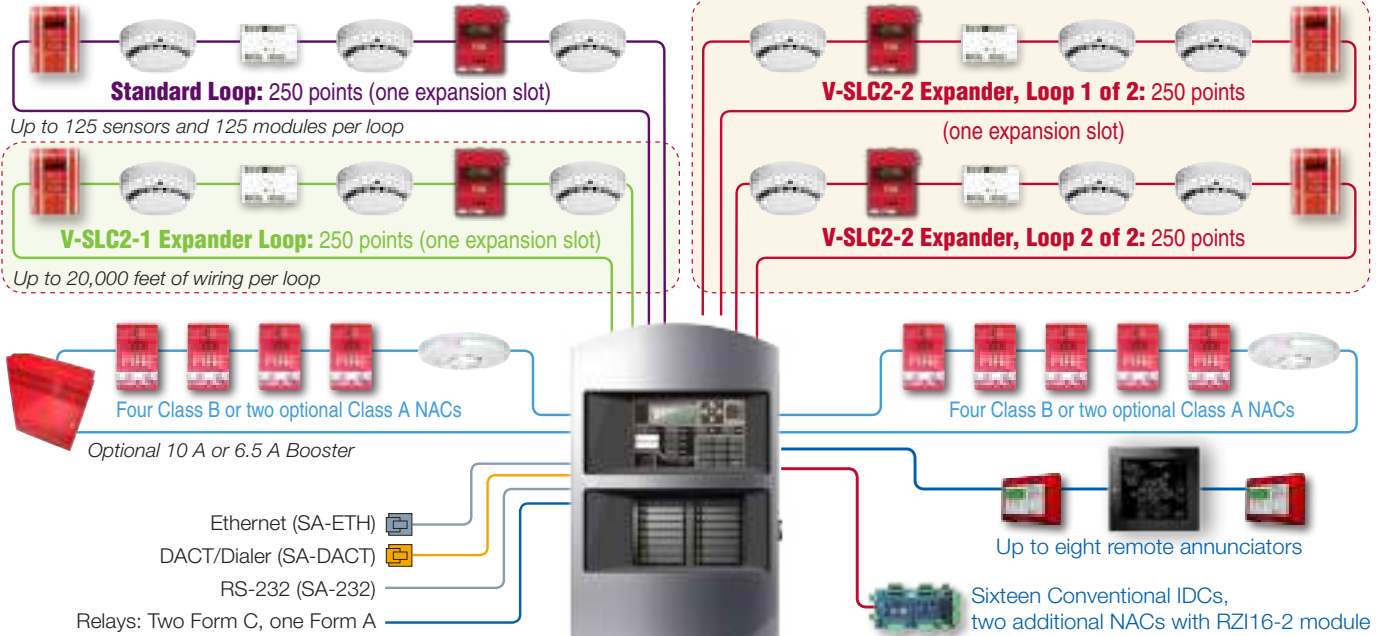 Standard Loop: 250 points (one expansion slot)
Up to 125 sensors and 125 modules per loop
V-SLC2-1 Expander Loop: 250 points (one expansion slot)
Up to 20,000 feet of wiring per loop
V-SLC2-2 Expander, Loop 1 of 2: 250 points
(one expansion slot)
V-SLC2-2 Expander, Loop 2 of 2: 250 points
Four Class B or two optional Class A NACs
Optional 10 A or 6.5 A Booster
Four Class B or two optional Class A NACs
Ethernet (SA-ETH)
DACT/Dialer (SA-DACT)
RS-232 (SA-232)
Relays: Two Form C, one Form A
Up to eight remote annunciators
Sixteen Conventional IDCs,
two additional NACs with RZI16-2 module